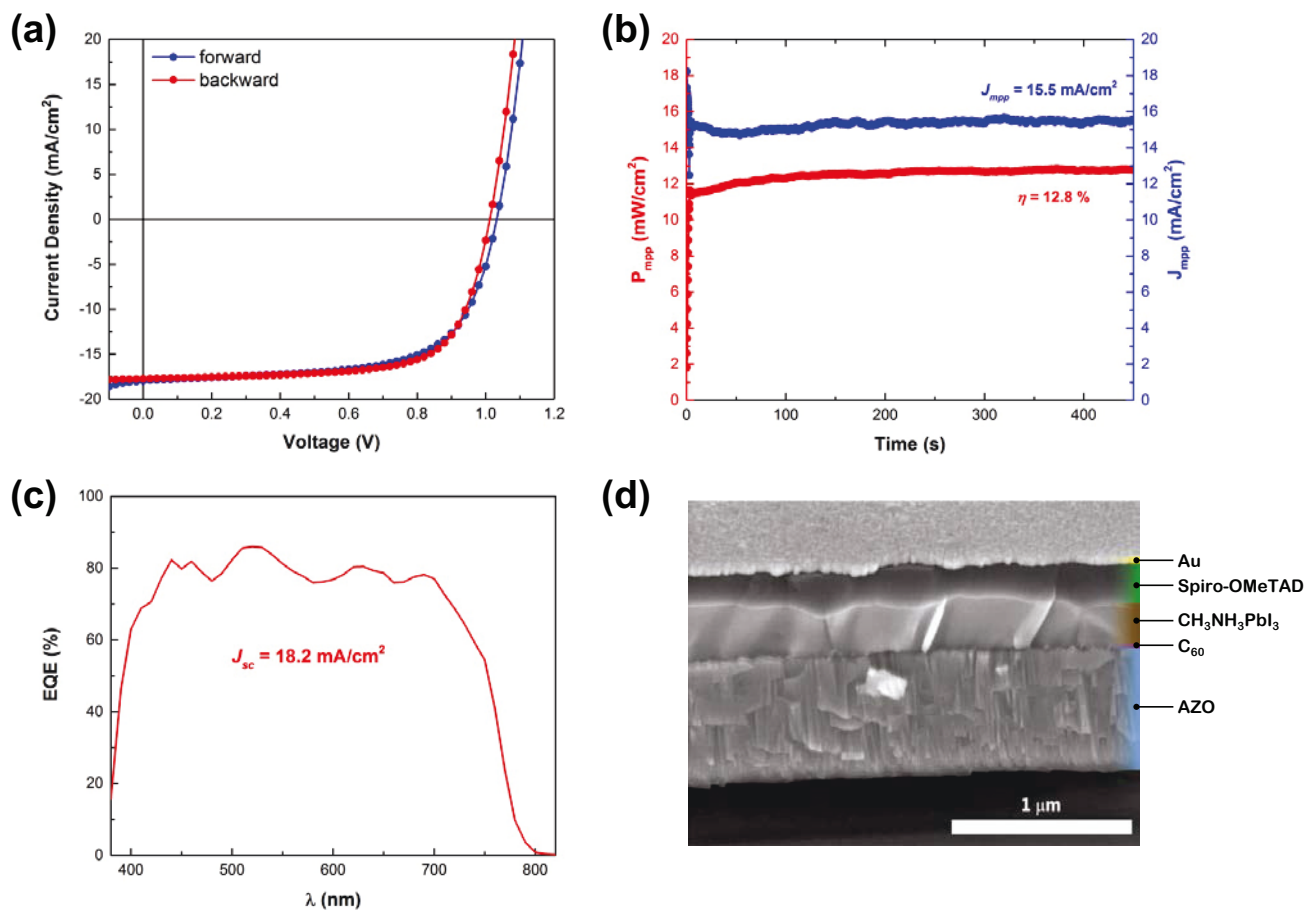 (a)
20
15
10
5
0
-5
-10
-15
-20
Current Density (mA/cm²)
forward
backward
0.0
0.2
0.4
0.6
0.8
1.0
1.2
Voltage (V)
(b)
20
18
16
14
12
10
8
6
4
2
0
P_mpp (mW/cm²)
J_mpp = 15.5 mA/cm²
η = 12.8 %
20
18
16
14
12
10
8
6
4
2
0
J_mpp (mA/cm²)
0
100
200
300
400
Time (s)
(c)
100
80
60
40
20
0
EQE (%)
J_sc = 18.2 mA/cm²
400
500
600
700
800
λ (nm)
(d)
Au
Spiro-OMeTAD
CH₃NH₃PbI₃
C₆₀
AZO
1 μm